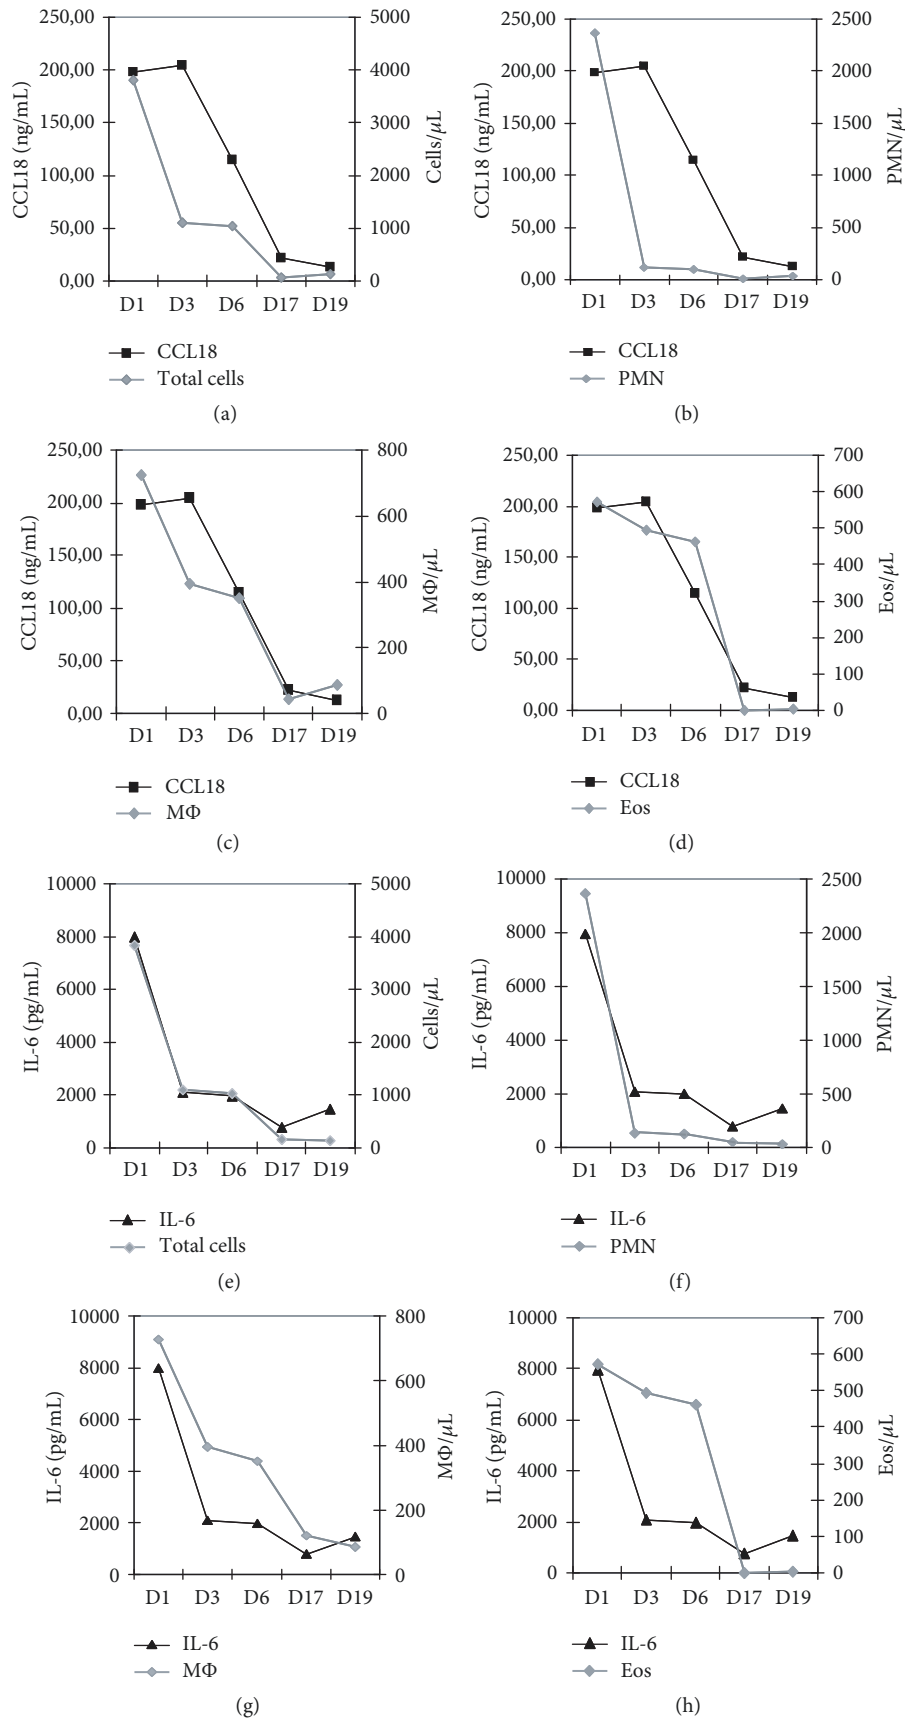 250,00
200,00
150,00
100,00
50,00
0,00
CCL18 (ng/mL)
5000
4000
3000
2000
1000
0
Cells/µL
D1 D3 D6 D17 D19
CCL18
Total cells
(a)
250,00
200,00
150,00
100,00
50,00
0,00
CCL18 (ng/mL)
2500
2000
1500
1000
500
0
PMN/µL
D1 D3 D6 D17 D19
CCL18
PMN
(b)
250,00
200,00
150,00
100,00
50,00
0,00
CCL18 (ng/mL)
800
600
400
200
0
MΦ/µL
D1 D3 D6 D17 D19
CCL18
MΦ
(c)
250,00
200,00
150,00
100,00
50,00
0,00
CCL18 (ng/mL)
700
600
500
400
300
200
100
0
Eos/µL
D1 D3 D6 D17 D19
CCL18
Eos
(d)
10000
8000
6000
4000
2000
0
IL-6 (pg/mL)
5000
4000
3000
2000
1000
0
Cells/µL
D1 D3 D6 D17 D19
IL-6
Total cells
(e)
10000
8000
6000
4000
2000
0
IL-6 (pg/mL)
2500
2000
1500
1000
500
0
PMN/µL
D1 D3 D6 D17 D19
IL-6
PMN
(f)
10000
8000
6000
4000
2000
0
IL-6 (pg/mL)
800
600
400
200
0
MΦ/µL
D1 D3 D6 D17 D19
IL-6
MΦ
(g)
10000
8000
6000
4000
2000
0
IL-6 (pg/mL)
700
600
500
400
300
200
100
0
Eos/µL
D1 D3 D6 D17 D19
IL-6
Eos
(h)